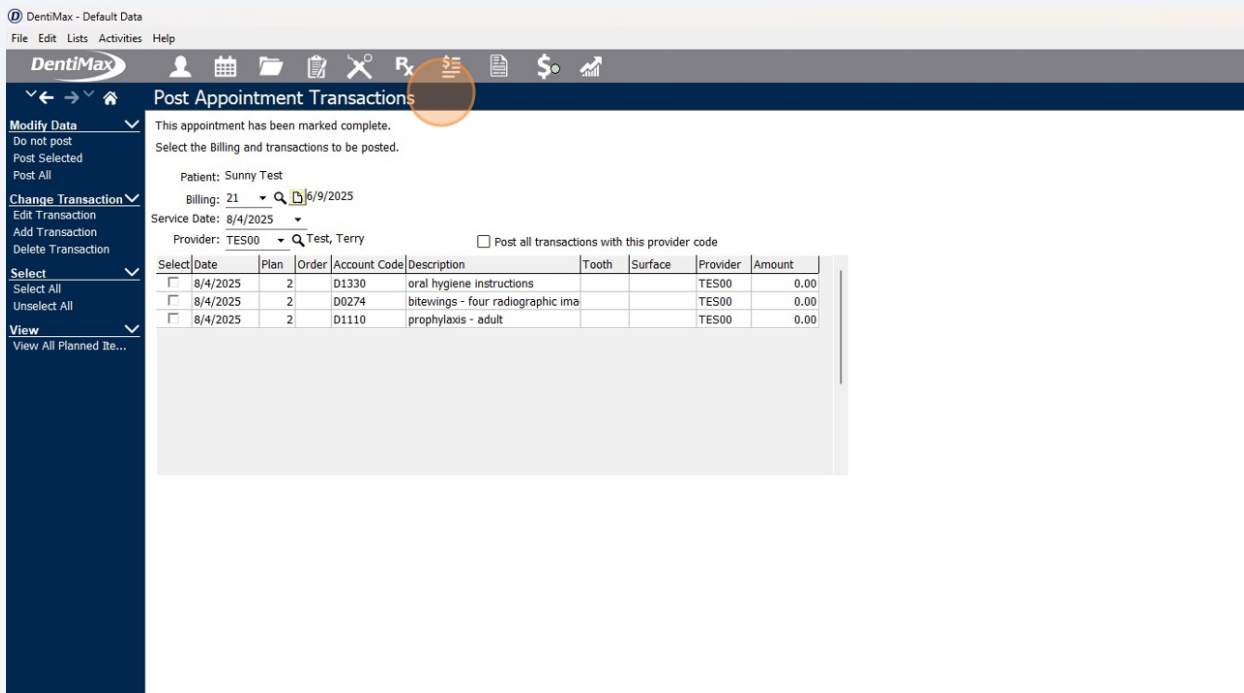 DentiMax - Default Data
File Edit Lists Activities Help
DentiMax
Post Appointment Transactions
Modify Data
Do not post
Post Selected
Post All
Change Transaction
Edit Transaction
Add Transaction
Delete Transaction
Select
Select All
Unselect All
View
View All Planned Ite...
This appointment has been marked complete.
Select the Billing and transactions to be posted.
Patient: Sunny Test
Billing: 21 6/9/2025
Service Date: 8/4/2025
Provider: TES00 Test, Terry Post all transactions with this provider code
Select Date Plan Order Account Code Description Tooth Surface Provider Amount
8/4/2025 2 D1330 oral hygiene instructions TES00 0.00
8/4/2025 2 D0274 bitewings - four radiographic ima TES00 0.00
8/4/2025 2 D1110 prophylaxis - adult TES00 0.00